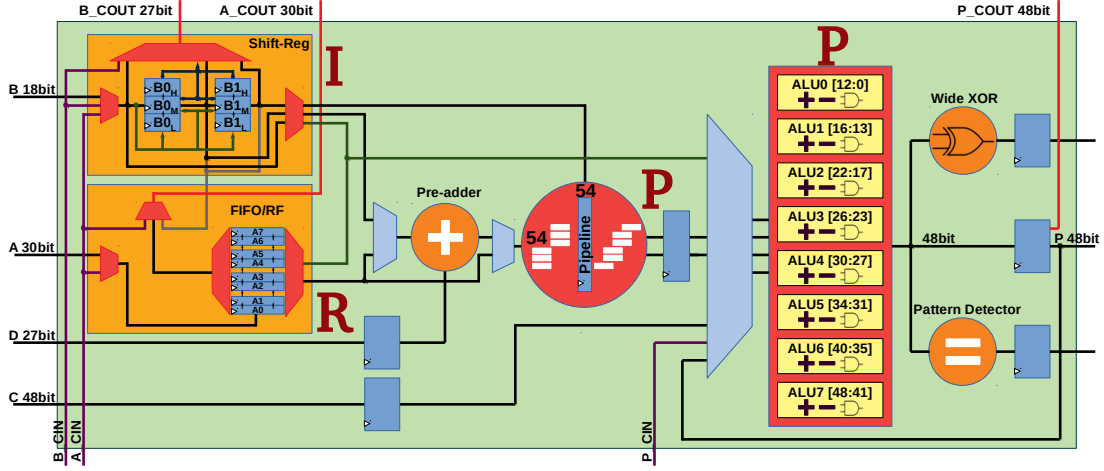 B_COUT 27bit
A_COUT 30bit
P_COUT 48bit
Shift-Reg
I
P
B 18bit
B0H
B0M
B0L
B1H
B1M
B1L
ALU0 [12:0]
ALU1 [16:13]
ALU2 [22:17]
ALU3 [26:23]
ALU4 [30:27]
ALU5 [34:31]
ALU6 [40:35]
ALU7 [48:41]
Wide XOR
FIFO/RF
A7
A6
A5
A4
A3
A2
A1
A0
Pre-adder
54
54
Pipeline
P
A 30bit
48bit
P 48bit
R
D 27bit
Pattern Detector
C 48bit
B_CIN
A_CIN
P_CIN